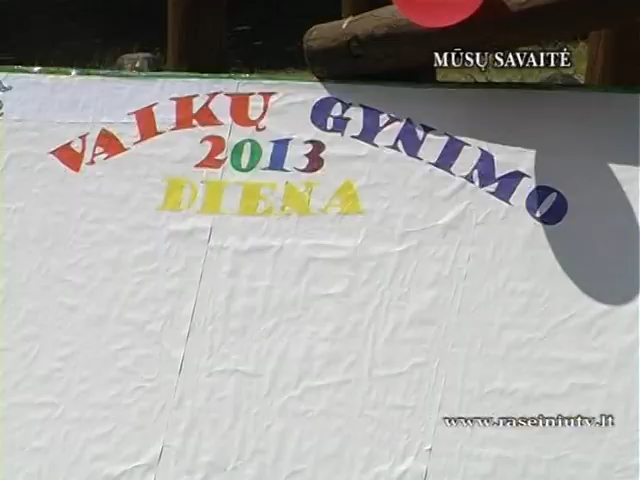 MŪSŲ SAVAITĖ
VAIKŲ GYNIMO
2013
DIENA
www.raseiniutv.lt